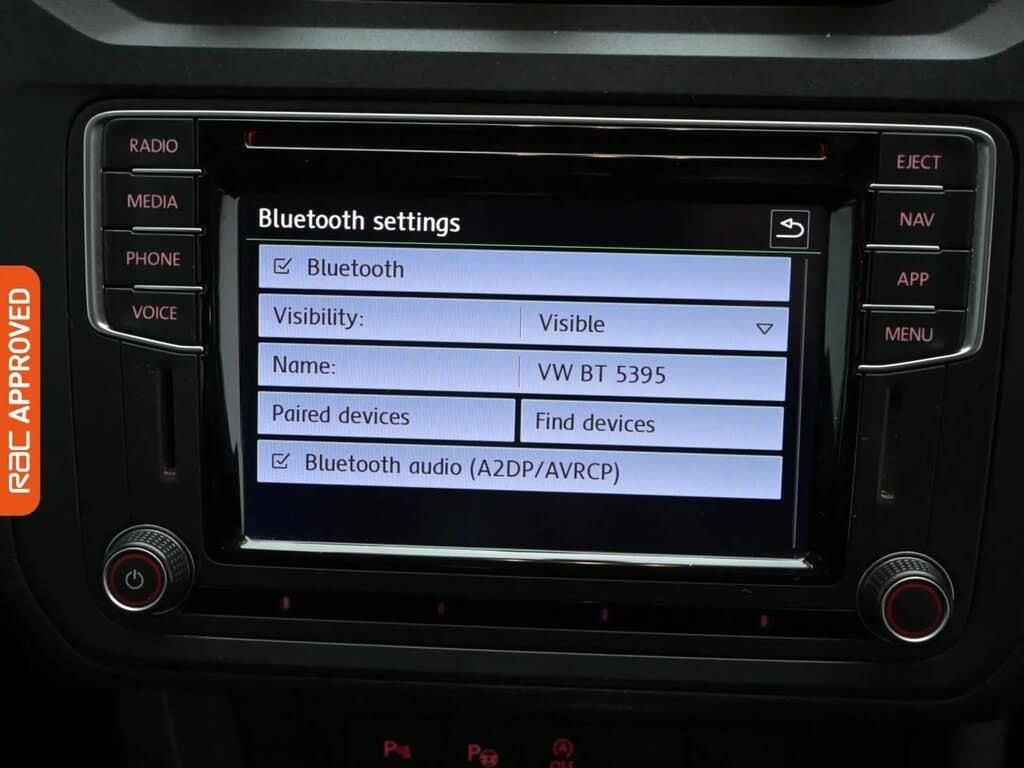 RADIO
MEDIA
PHONE
VOICE
EJECT
NAV
APP
MENU
Bluetooth settings
Bluetooth
Visibility: Visible
Name: VW BT 5395
Paired devices Find devices
Bluetooth audio (A2DP/AVRCP)
RAC APPROVED
P
P
A
OFF